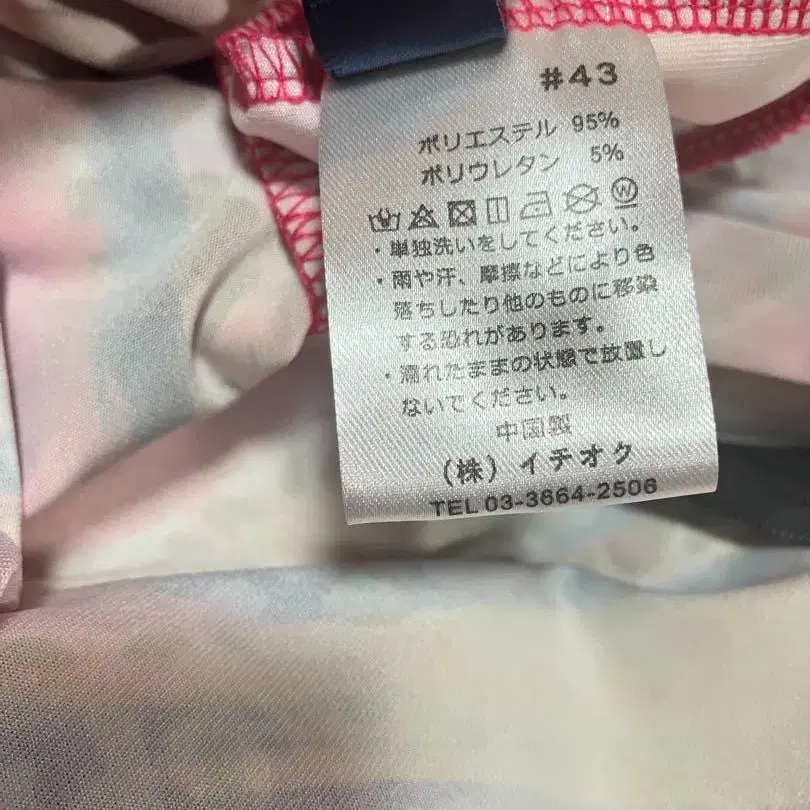 #43
ポリエステル 95%
ポリウレタン 5%
W
・単独洗いをしてください。
・雨や汗、摩擦などにより色
落ちしたり他のものに移染
する恐れがあります。
・濡れたままの状態で放置し
ないでください。
中国製
(株) イチオク
TEL 03-3664-2506